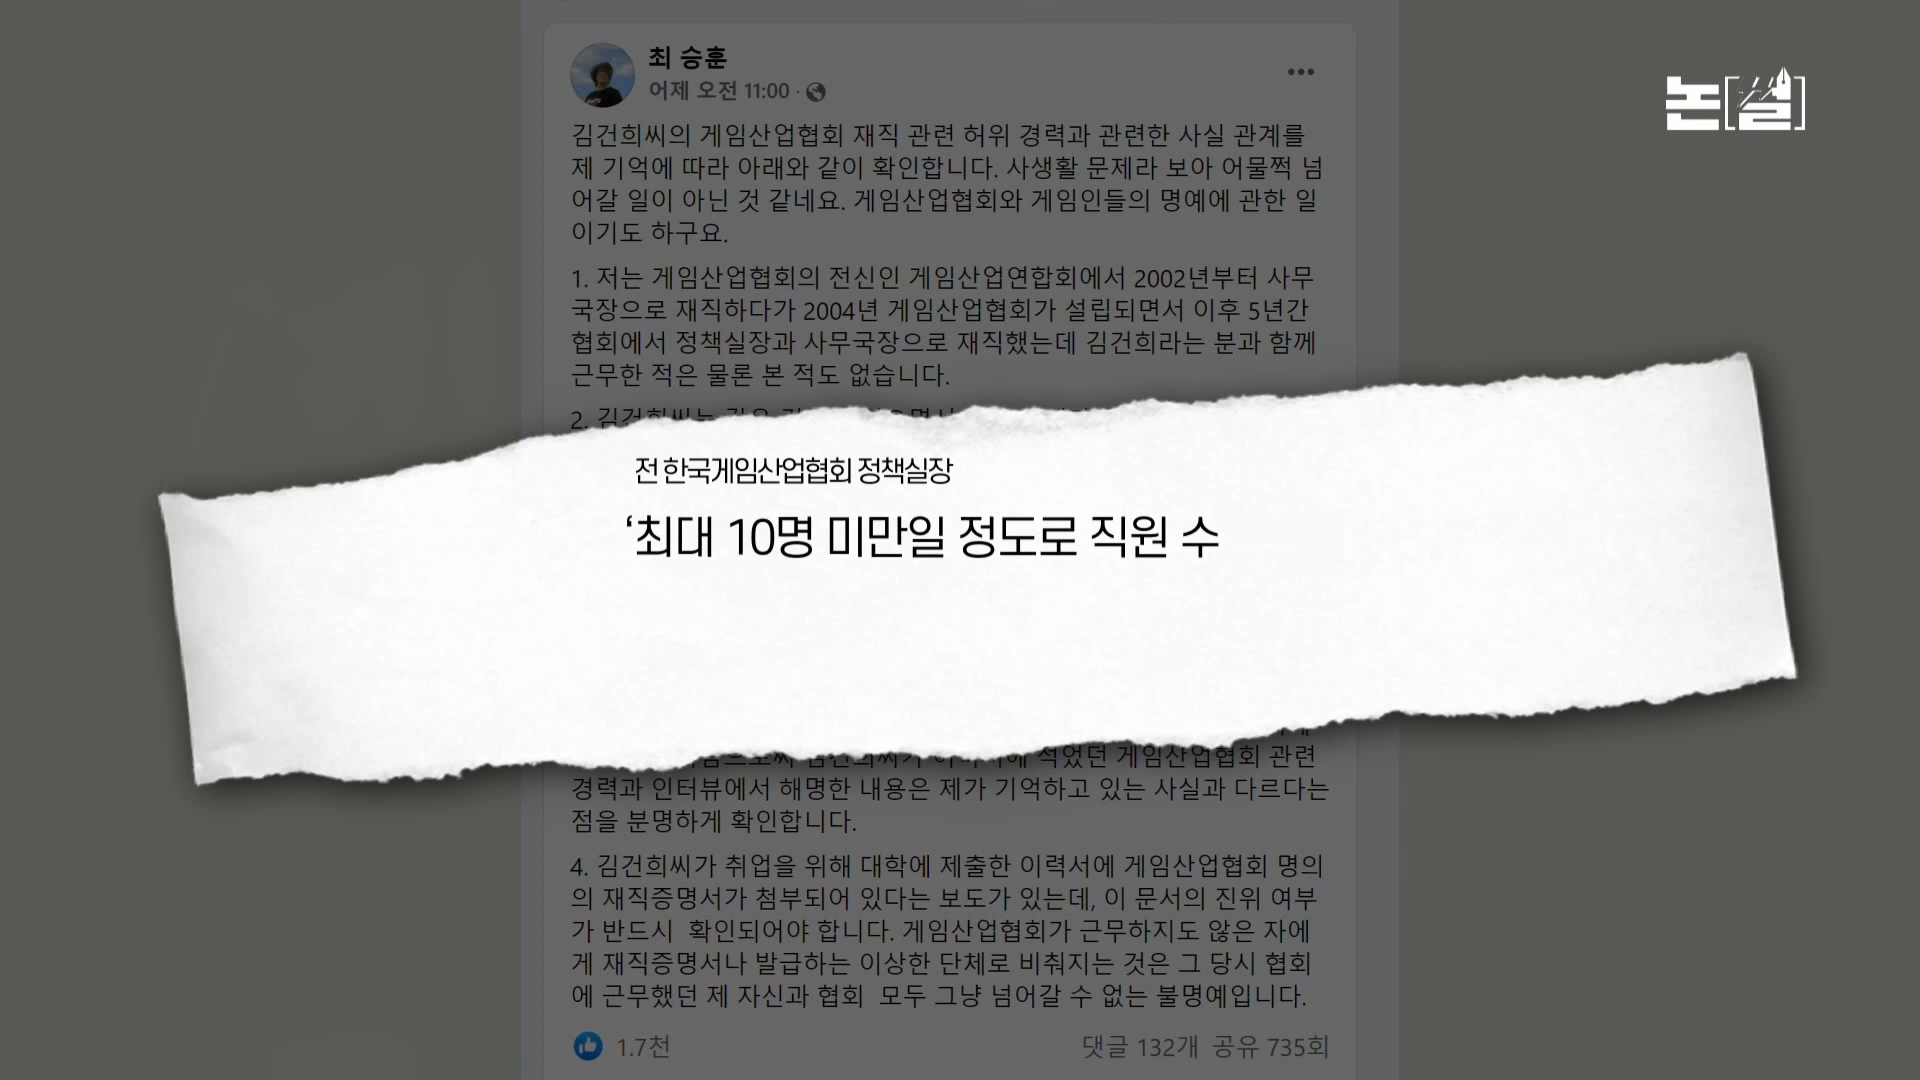 논[썰]
최 승훈
어제 오전 11:00 ·
김건희씨의 게임산업협회 재직 관련 허위 경력과 관련한 사실 관계를
제 기억에 따라 아래와 같이 확인합니다. 사생활 문제라 보아 어물쩍 넘
어갈 일이 아닌 것 같네요. 게임산업협회와 게임인들의 명예에 관한 일
이기도 하구요.
1. 저는 게임산업협회의 전신인 게임산업연합회에서 2002년부터 사무
국장으로 재직하다가 2004년 게임산업협회가 설립되면서 이후 5년간
협회에서 정책실장과 사무국장으로 재직했는데 김건희라는 분과 함께
근무한 적은 물론 본 적도 없습니다.
2. 김건희씨는
전 한국게임산업협회 정책실장
‘최대 10명 미만일 정도로 직원 수
적었던 게임산업협회 관련
경력과 인터뷰에서 해명한 내용은 제가 기억하고 있는 사실과 다르다는
점을 분명하게 확인합니다.
4. 김건희씨가 취업을 위해 대학에 제출한 이력서에 게임산업협회 명의
의 재직증명서가 첨부되어 있다는 보도가 있는데, 이 문서의 진위 여부
가 반드시 확인되어야 합니다. 게임산업협회가 근무하지도 않은 자에
게 재직증명서나 발급하는 이상한 단체로 비춰지는 것은 그 당시 협회
에 근무했던 제 자신과 협회 모두 그냥 넘어갈 수 없는 불명예입니다.
1.7천
댓글 132개 공유 735회